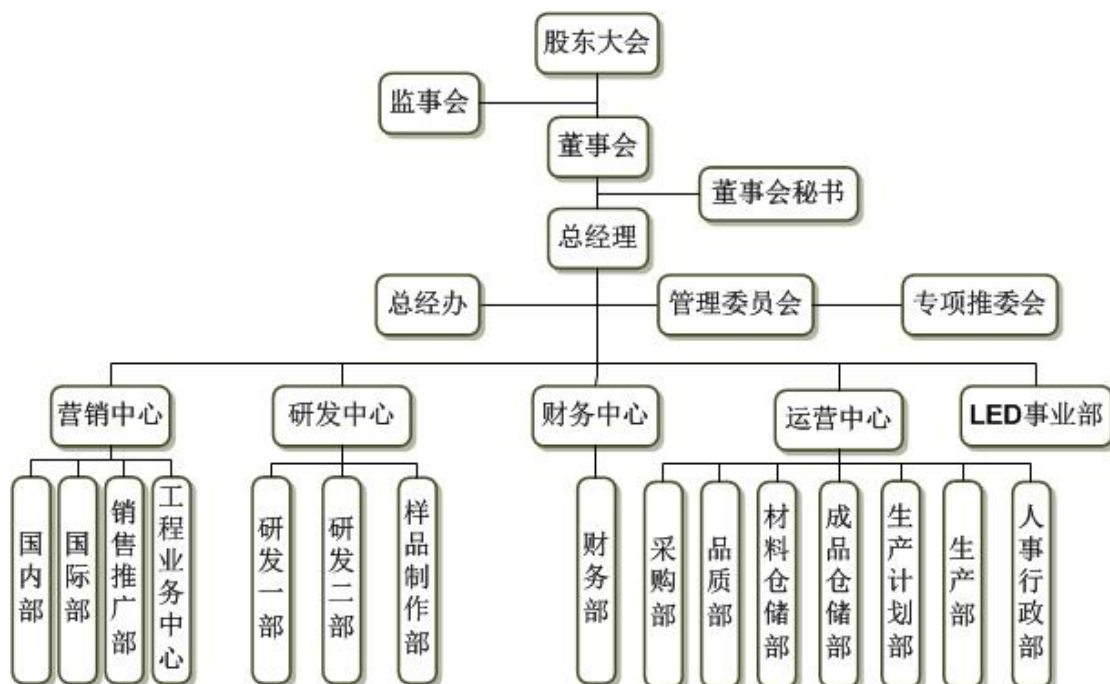 股东大会
监事会
董事会
董事会秘书
总经理
总经办
管理委员会
专项推委会
营销中心
研发中心
财务中心
运营中心
LED事业部
国内部
国际部
销售推广部
工程业务中心
研发一部
研发二部
样品制作部
财务部
采购部
品质部
材料仓储部
成品仓储部
生产计划部
生产部
人事行政部